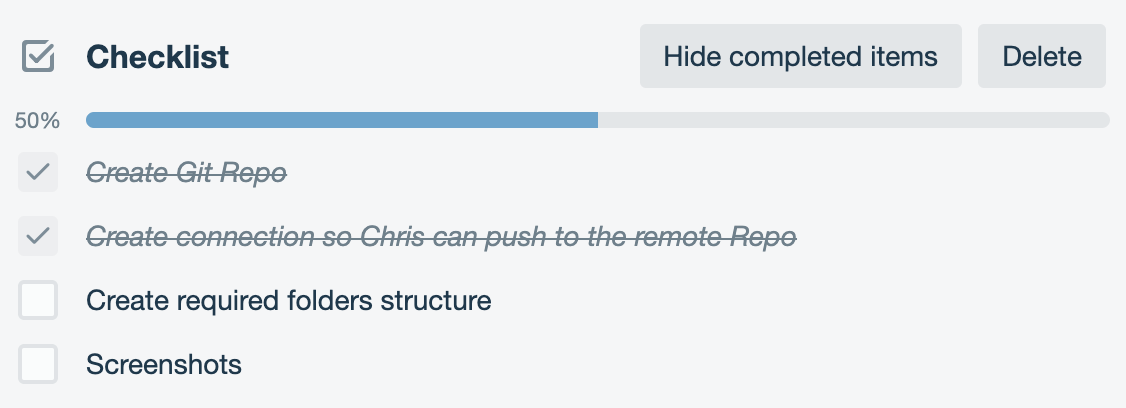 Checklist
Hide completed items
Delete
50%
Create Git Repo
Create connection so Chris can push to the remote Repo
Create required folders structure
Screenshots